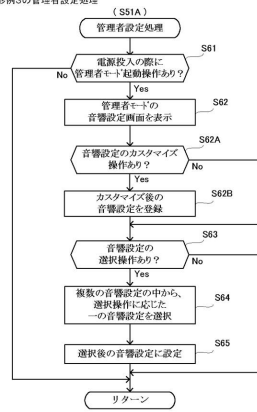 形例3の管理者設定処理
( S51A )
管理者設定処理
S61
電源投入の際に
管理者モード起動操作あり?
No
Yes
S62
管理者モードの
音響設定画面を表示
S62A
音響設定のカスタマイズ
操作あり?
No
Yes
S62B
カスタマイズ後の
音響設定を登録
S63
音響設定の
選択操作あり?
No
Yes
複数の音響設定の中から、
選択操作に応じた
一の音響設定を選択
S64
S65
選択後の音響設定に設定
リターン